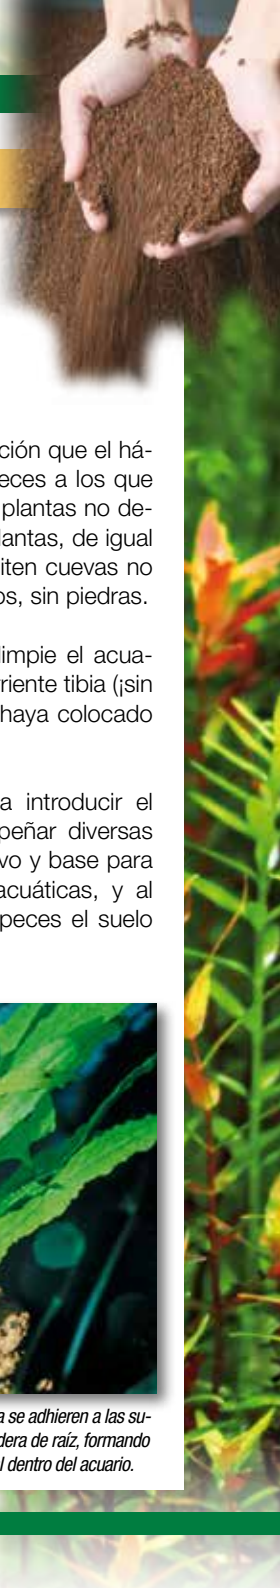 ción que el há-
eces a los que
plantas no de-
lantas, de igual
iten cuevas no
os, sin piedras.
limpie el acua-
riente tibia (¡sin
haya colocado
a introducir el
peñar diversas
vo y base para
acuáticas, y al
peces el suelo
a se adhieren a las su-
dera de raíz, formando
l dentro del acuario.